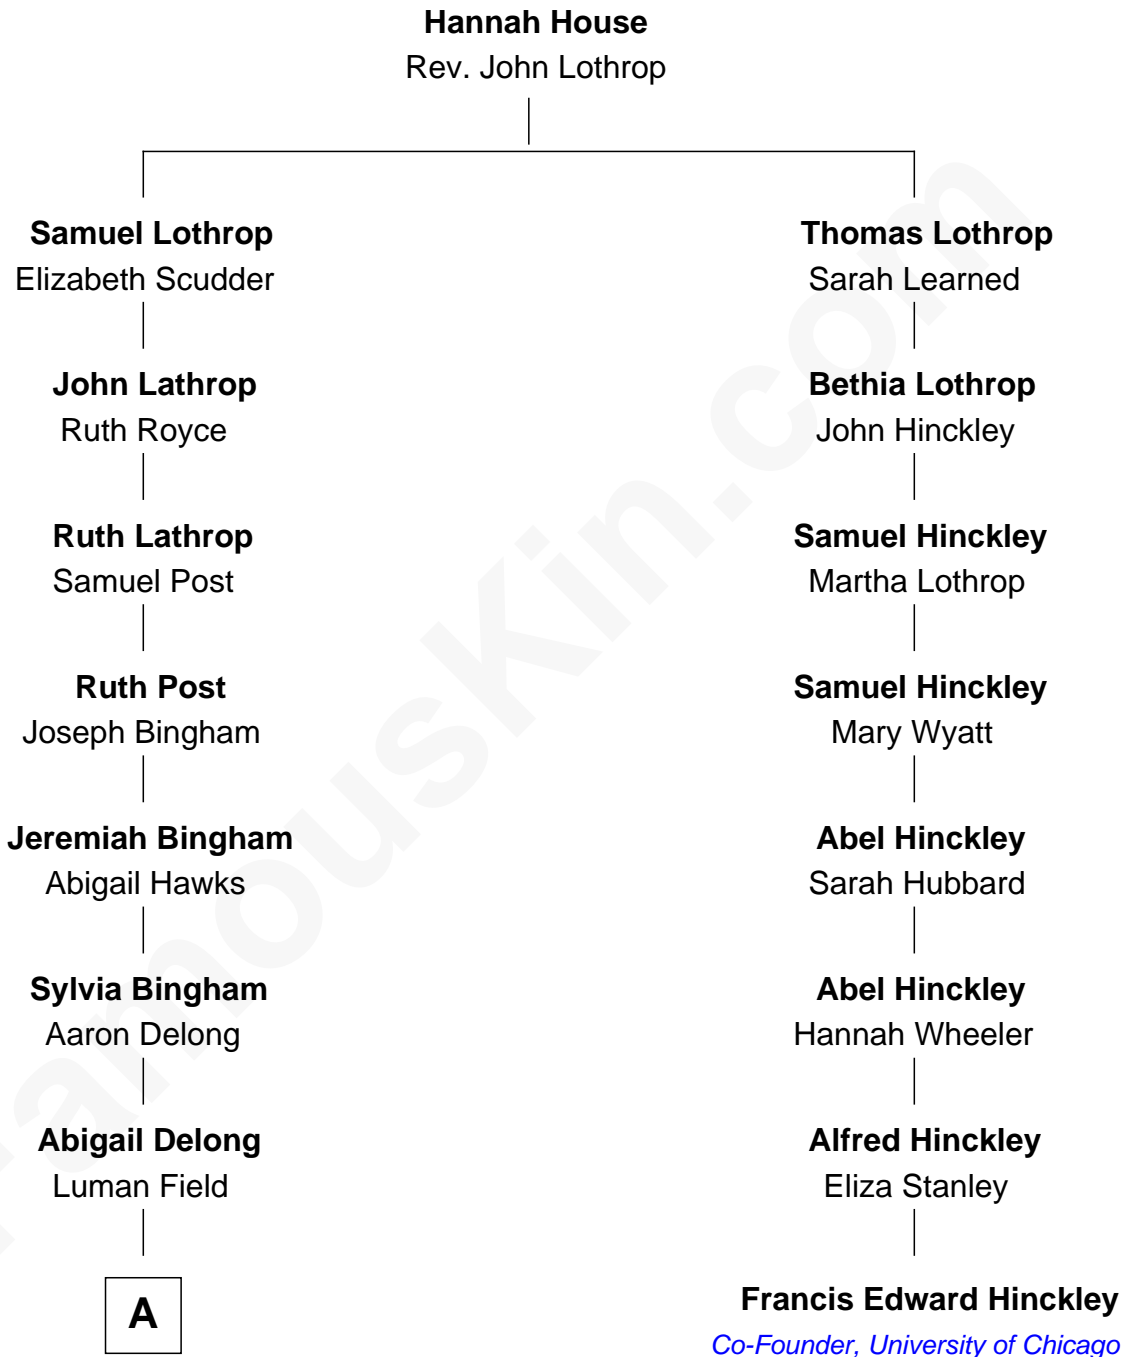 Hannah House
Rev. John Lothrop
Samuel Lothrop
Elizabeth Scudder
John Lathrop
Ruth Royce
Ruth Lathrop
Samuel Post
Ruth Post
Joseph Bingham
Jeremiah Bingham
Abigail Hawks
Sylvia Bingham
Aaron Delong
Abigail Delong
Luman Field
A
Thomas Lothrop
Sarah Learned
Bethia Lothrop
John Hinckley
Samuel Hinckley
Martha Lothrop
Samuel Hinckley
Mary Wyatt
Abel Hinckley
Sarah Hubbard
Abel Hinckley
Hannah Wheeler
Alfred Hinckley
Eliza Stanley
Francis Edward Hinckley
Co-Founder, University of Chicago
FamousKin.com